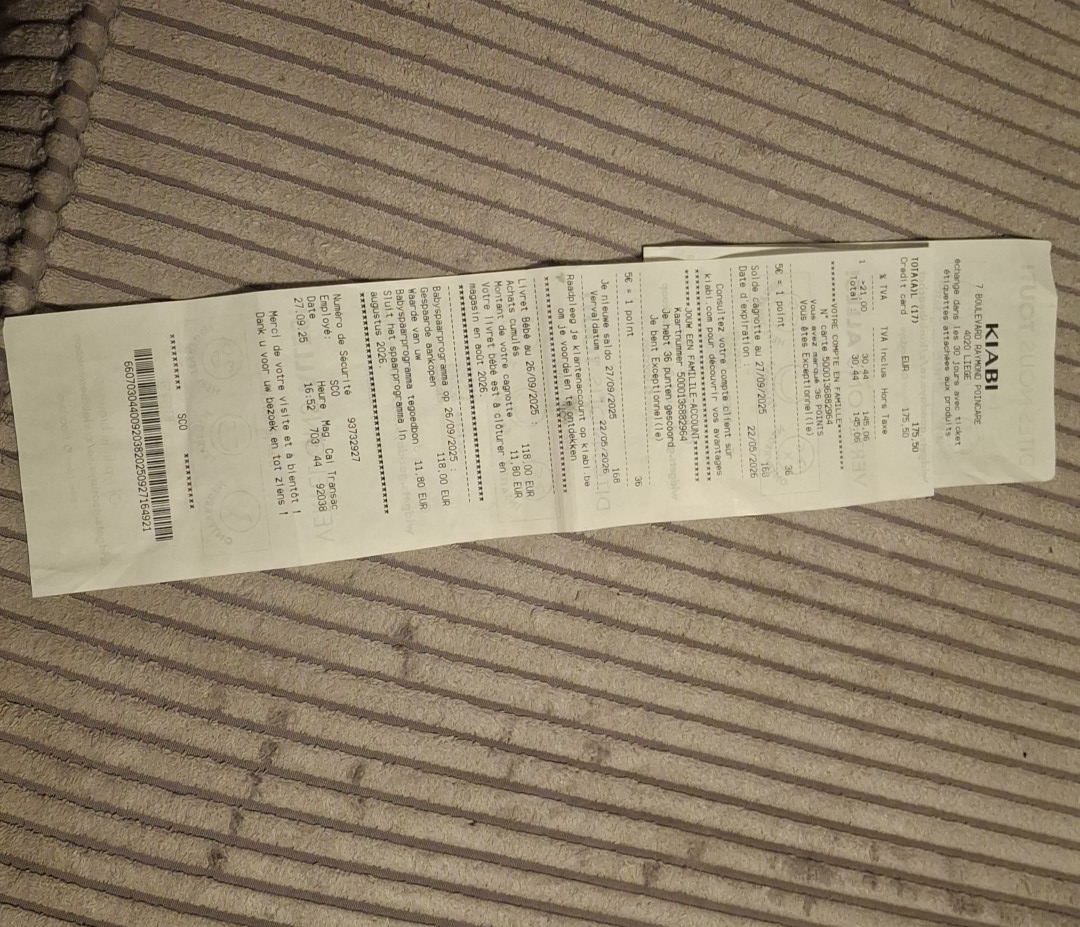 KIABI
7 BOULEVARD RAYMOND POINCARE
4020 LIEGE
échange dans les 30 jours avec ticket
étiquettes attachées aux produits
TOTA(A)L (17) 175,50
Credit card EUR 175.50
% TVA TVA inclus Hors Taxe
1 -21.00 30,44 145,06
Total : 30,44 145,06
*VOTRE COMPTE EN FAMILLE*
N° carte 5000136882964
Vous avez marqué 36 POINTS
Vous êtes Exceptionnel(le)
5€ = 1 point 36
Solde cagnotte au 27/09/2025 168
Date d'expiration 22/05/2026
Consultez votre compte client sur
kiabi.com pour découvrir vos avantages
JOUW EEN FAMILIE-ACCOUNT
Kaartnummer 5000136882964
Je hebt 36 punten gescoord
Je bent Exceptionnel(le)
5€ = 1 point 36
Je nieuwe saldo 27/09/2025 168
Vervaldatum : 22/05/2026
Raadpleeg je klantenaccount op kiabi.be
om je voordelen te ontdekken
Livret Bébé au 26/09/2025 :
Achats cumulés 118,00 EUR
Montant de votre cagnotte 11,80 EUR
Votre livret bébé est à clôturer en
magasin en août 2026.
Babyspaarprogramma op 26/09/2025
Gespaarde aankopen 118,00 EUR
Waarde van uw
Babyspaarprogramma tegoedbon 11,80 EUR
Sluit het spaarprogramma in
augustus 2026.
Numéro de Sécurité 93732927
Employé: SCO
Date Heure Mag Cai Transac
27.09.25 16:52 703 44 92038
Merci de votre visite et à bientôt !
Dank u voor uw bezoek en tot ziens !
********* SCO *********
6607030440092038202509271649​21